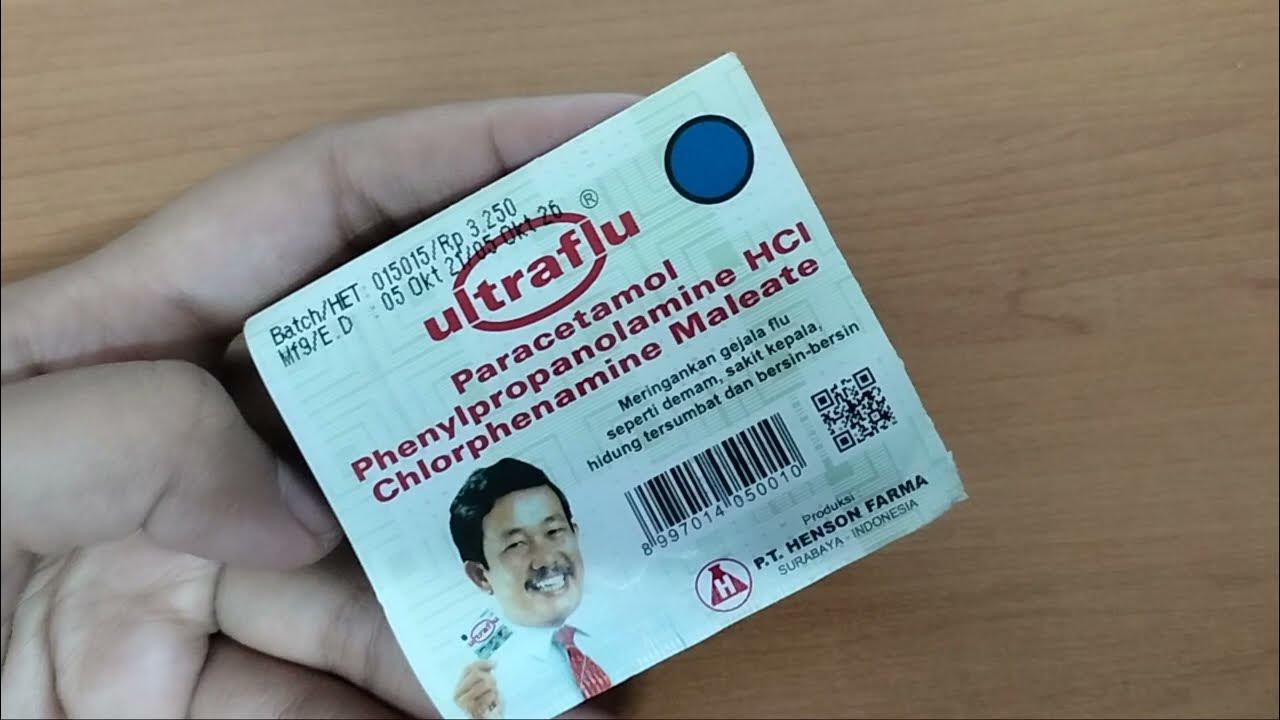 Batch/HET: 015015/Rp 3.250
Mfg/E.D : 05 Okt 21/05 Okt 26
ultraflu ®
Paracetamol
Phenylpropanolamine HCl
Chlorphenamine Maleate
Meringankan gejala flu
seperti demam, sakit kepala,
hidung tersumbat dan bersin-bersin
8 997014 050010
Produksi
P.T. HENSON FARMA
SURABAYA - INDONESIA
H
ultraflu